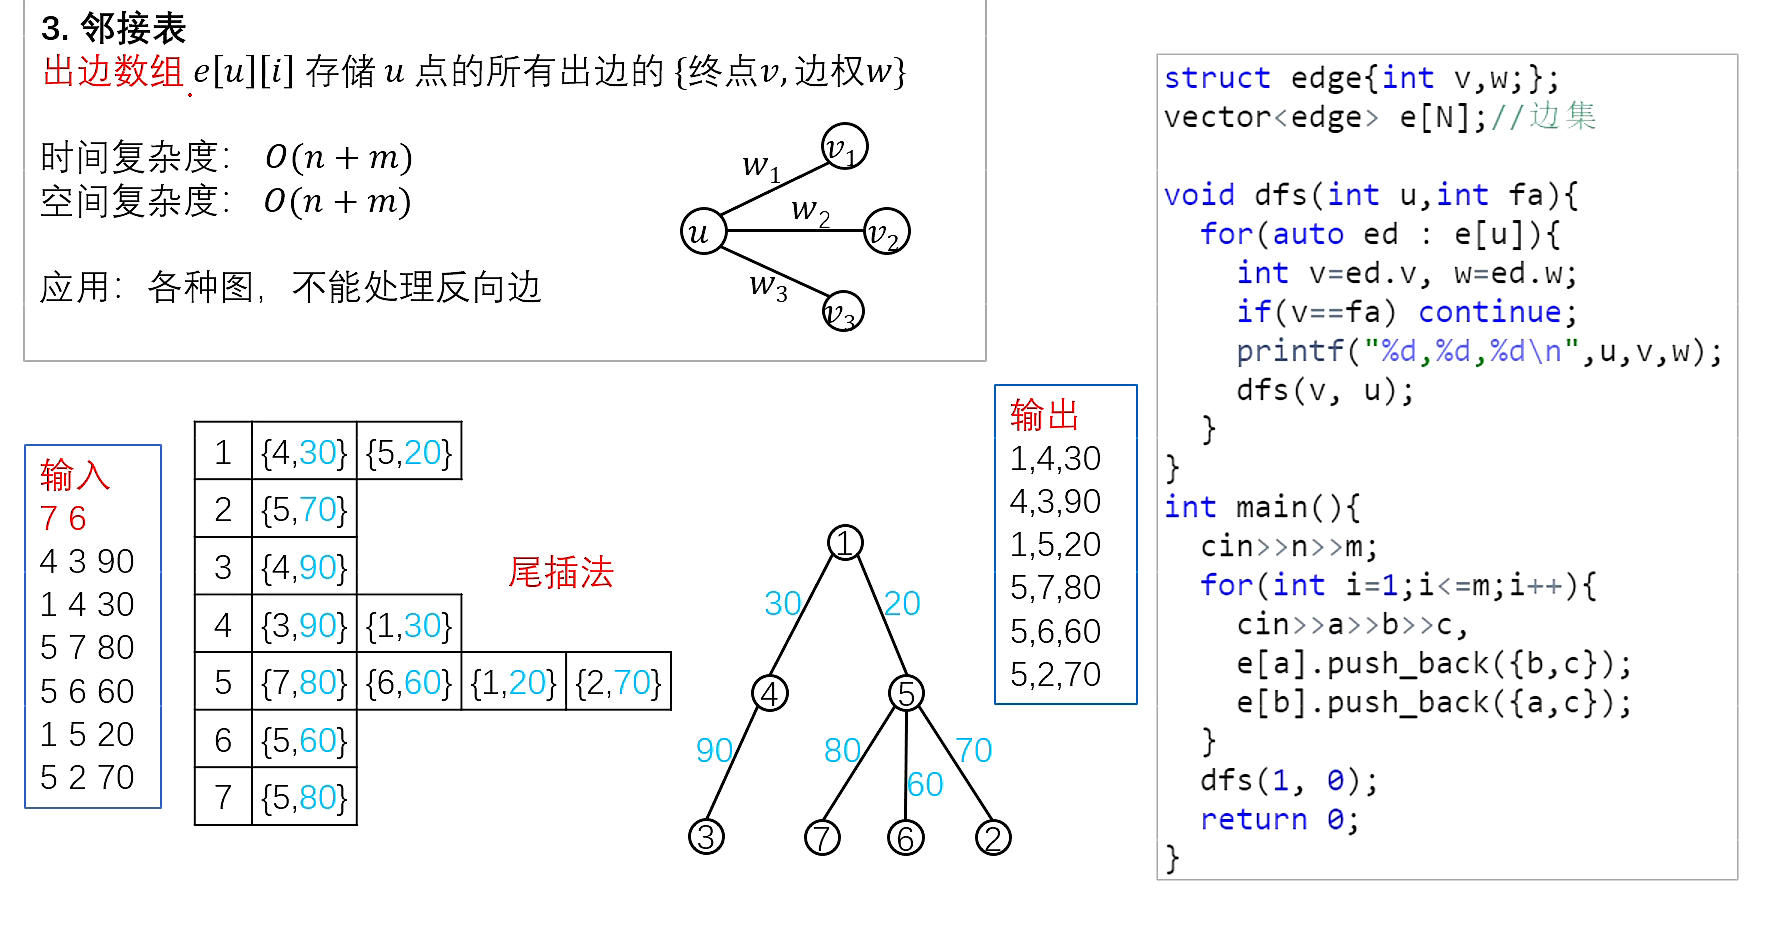 3. 邻接表
出边数组 e[u][i] 存储 u 点的所有出边的 {终点v, 边权w}
时间复杂度： O(n + m)
空间复杂度： O(n + m)
应用：各种图，不能处理反向边
w1
w2
w3
u
v1
v2
v3
输入
7 6
4 3 90
1 4 30
5 7 80
5 6 60
1 5 20
5 2 70
1 {4,30} {5,20}
2 {5,70}
3 {4,90}
4 {3,90} {1,30}
5 {7,80} {6,60} {1,20} {2,70}
6 {5,60}
7 {5,80}
尾插法
1
30 20
4 5
90 80 60 70
3 7 6 2
输出
1,4,30
4,3,90
1,5,20
5,7,80
5,6,60
5,2,70
struct edge{int v,w;};
vector<edge> e[N];//边集
void dfs(int u,int fa){
for(auto ed : e[u]){
int v=ed.v, w=ed.w;
if(v==fa) continue;
printf("%d,%d,%d\n",u,v,w);
dfs(v, u);
}
}
int main(){
cin>>n>>m;
for(int i=1;i<=m;i++){
cin>>a>>b>>c,
e[a].push_back({b,c});
e[b].push_back({a,c});
}
dfs(1, 0);
return 0;
}